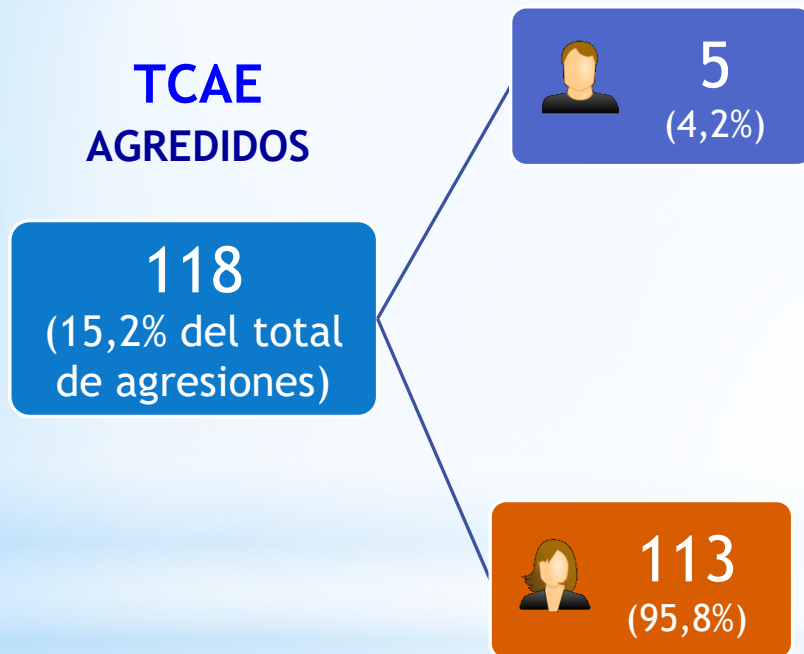 TCAE
AGREDIDOS
118
(15,2% del total
de agresiones)
5
(4,2%)
113
(95,8%)